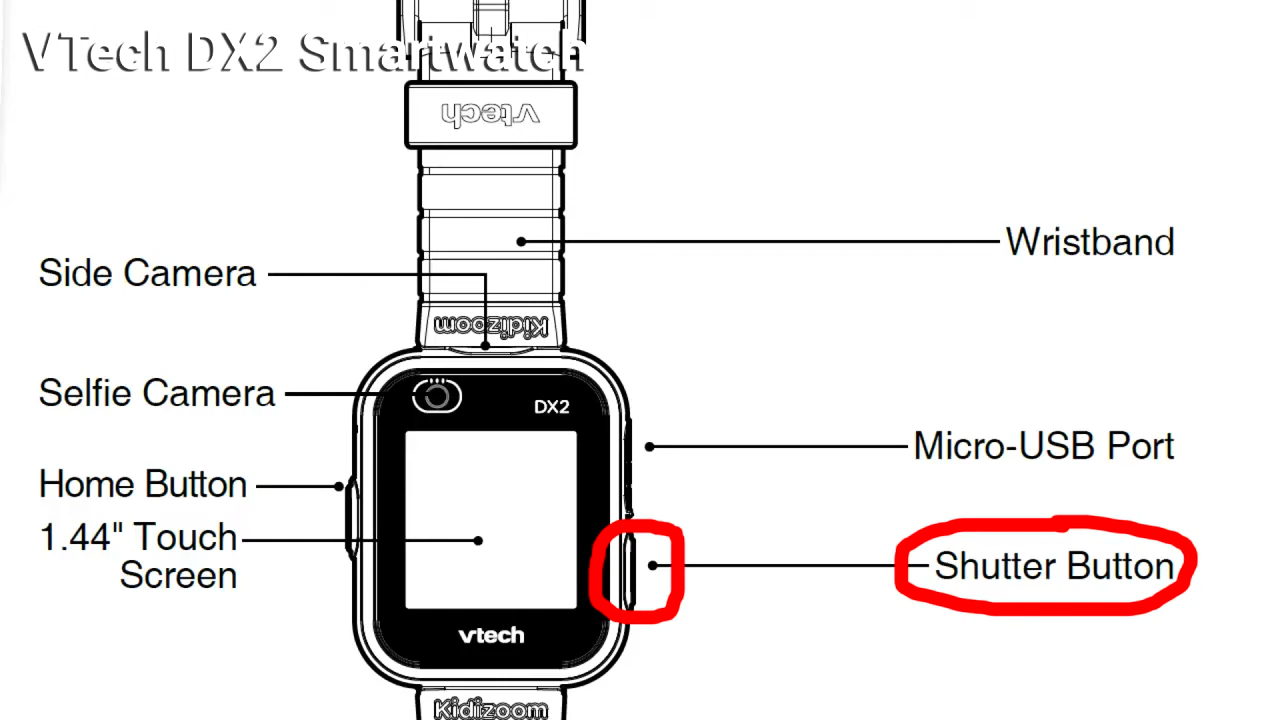 VTech DX2 Smartwatch
vtech
Wristband
Side Camera
Kidizoom
Selfie Camera
DX2
Micro-USB Port
Home Button
1.44" Touch
Screen
Shutter Button
vtech
Kidizoom